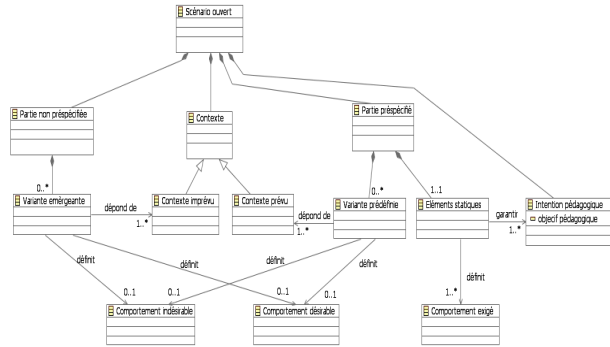 Scénario ouvert
Partie non préspécifiée
Contexte
Partie préspécifié
0..*
0..*
1..1
Variante emérgeante
dépond de
1..*
Contexte imprévu
Contexte prévu
dépond de
1..*
Variante prédéfinie
Eléments statiques
garantir
1..*
Intention pédagogique
objectif pédagogique
définit
définit
définit
définit
définit
0..1
0..1
0..1
0..1
1..*
Comportement indésirable
Comportement désirable
Comportement exigé